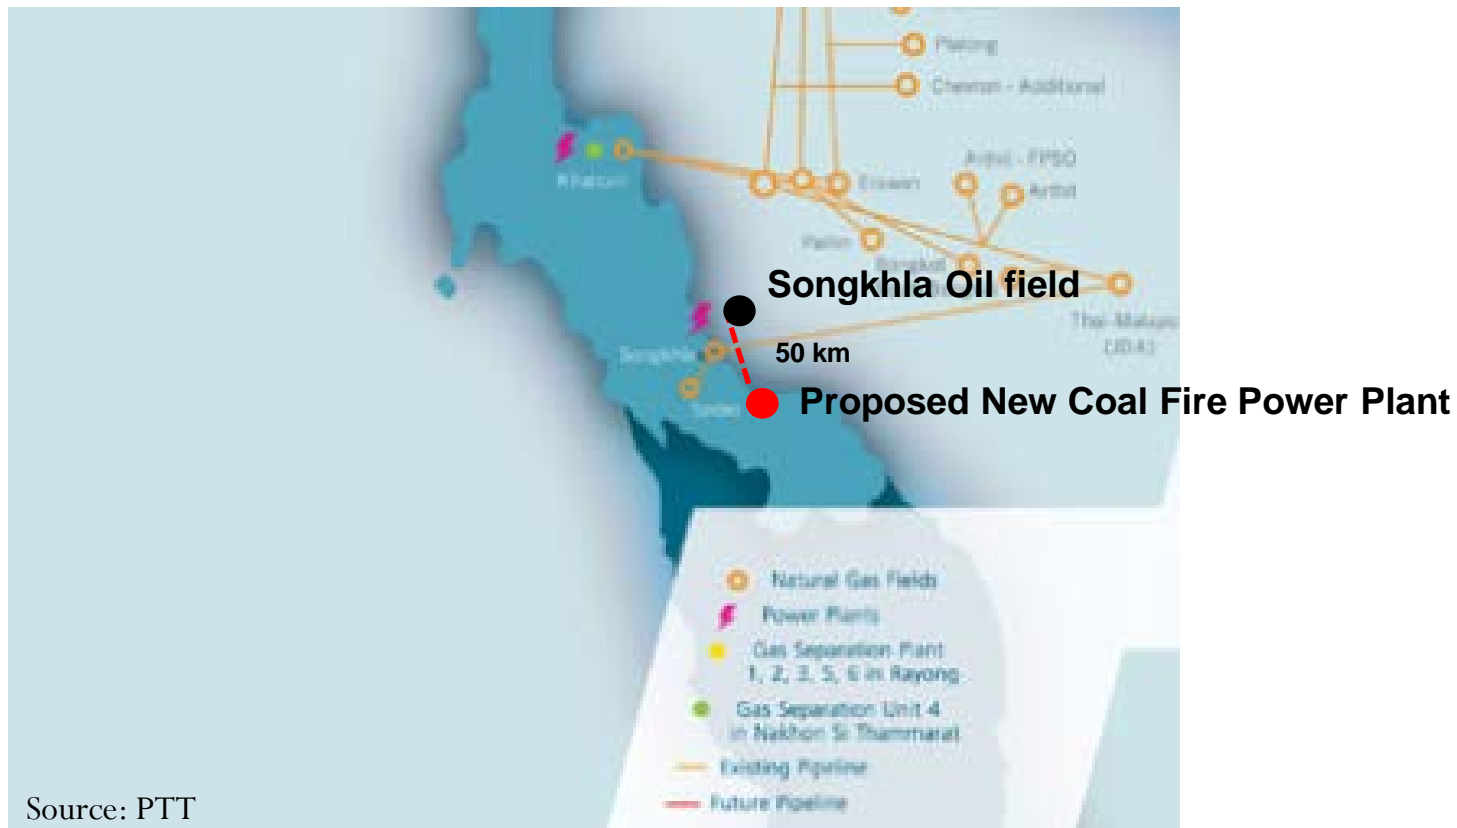 Platong
Chevron - Additional
Arthit - FPSO
Erawan
Arthit
Khanom
Pailin
Bongkot
Songkhla Oil field
Songkhla
50 km
Sadao
(JDA)
Proposed New Coal Fire Power Plant
Natural Gas Fields
Power Plants
Gas Separation Plant
1, 2, 3, 5, 6 in Rayong
Gas Separation Unit 4
in Nakhon Si Thammarat
Existing Pipeline
Future Pipeline
Source: PTT